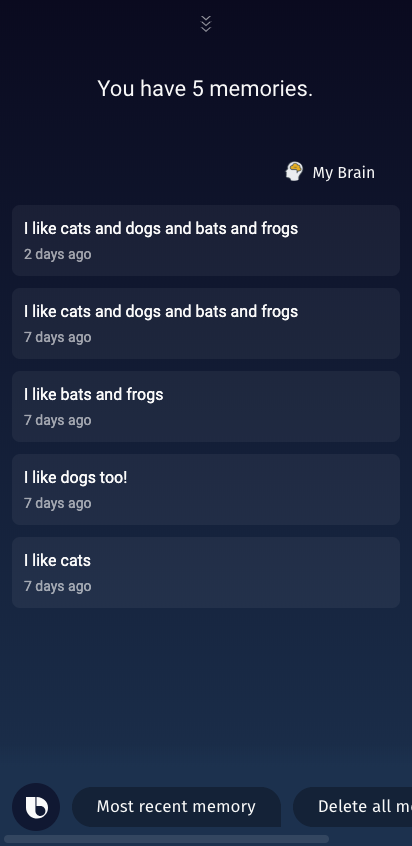 You have 5 memories.
My Brain
I like cats and dogs and bats and frogs
2 days ago
I like cats and dogs and bats and frogs
7 days ago
I like bats and frogs
7 days ago
I like dogs too!
7 days ago
I like cats
7 days ago
Most recent memory
Delete all